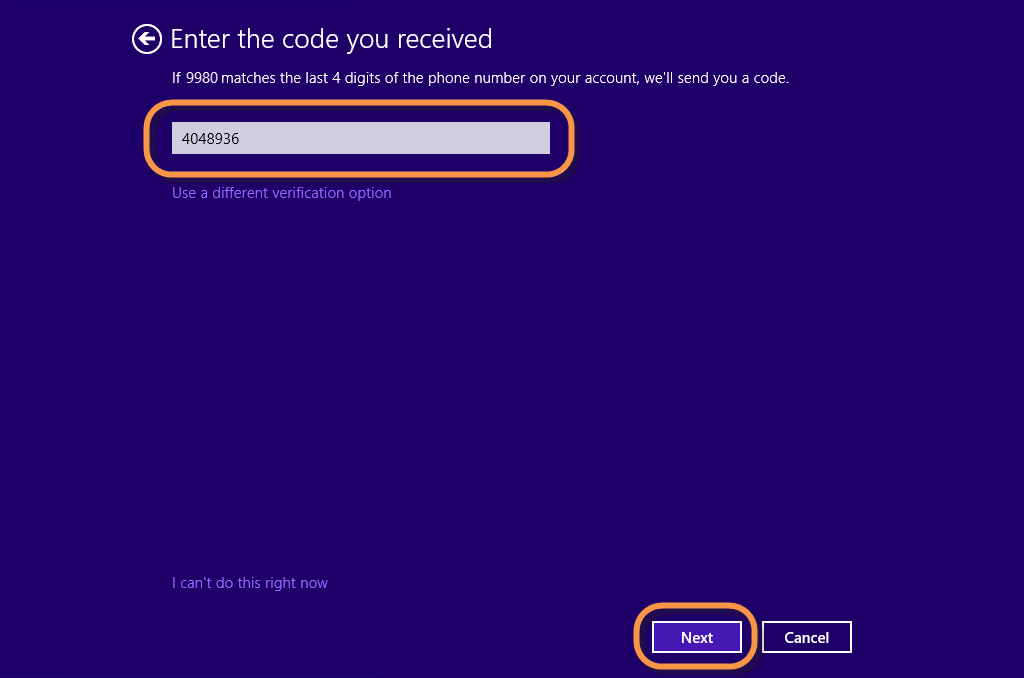 Enter the code you received
If 9980 matches the last 4 digits of the phone number on your account, we'll send you a code.
4048936
Use a different verification option
I can't do this right now
Next
Cancel